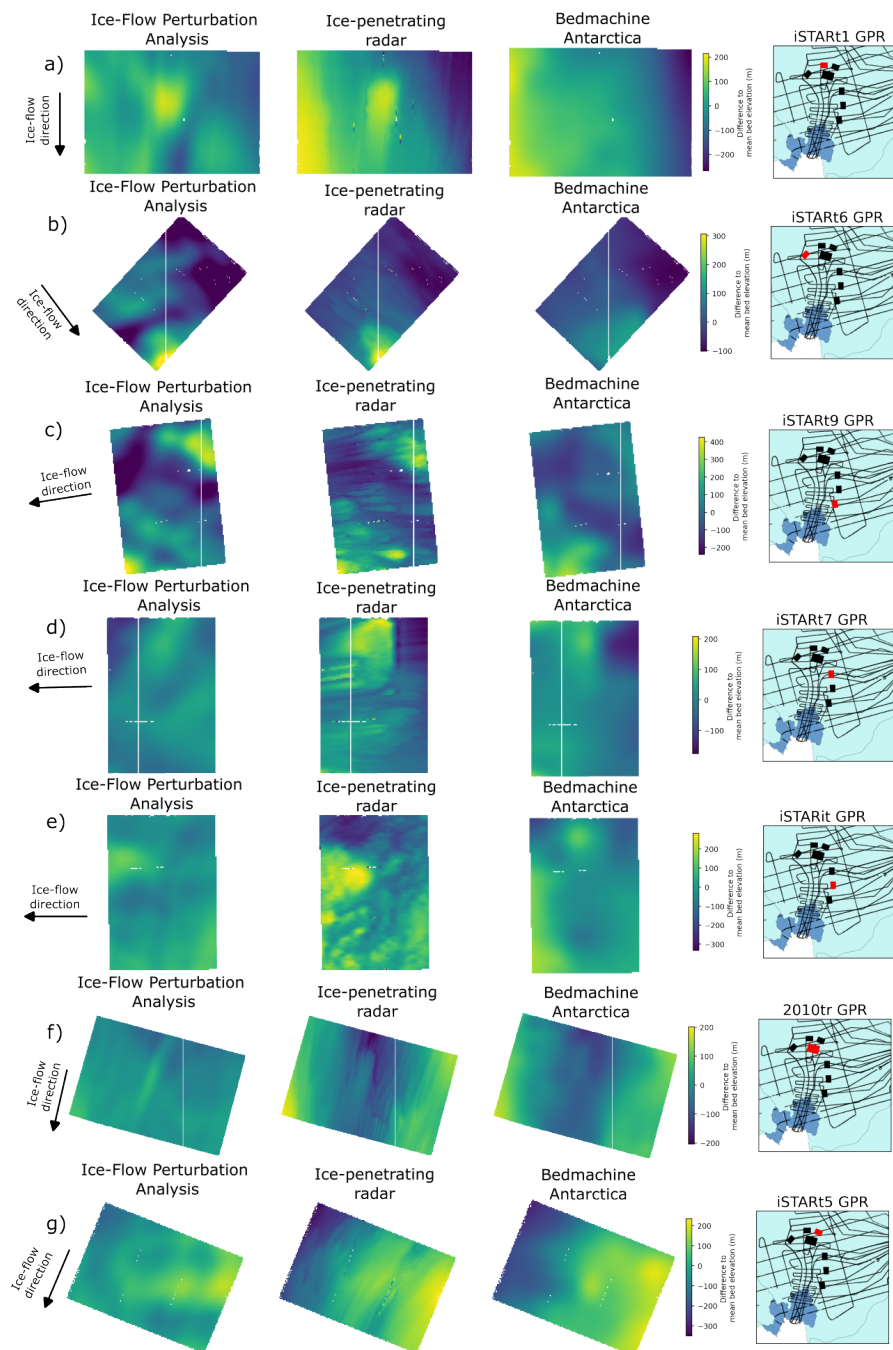 Ice-Flow Perturbation
Analysis
Ice-penetrating
radar
Bedmachine
Antarctica
iSTARt1 GPR
a)
Ice-flow
direction
200
100
0
−100
−200
Difference to
mean bed elevation (m)
Ice-Flow Perturbation
Analysis
Ice-penetrating
radar
Bedmachine
Antarctica
iSTARt6 GPR
b)
Ice-flow
direction
300
200
100
0
−100
Difference to
mean bed elevation (m)
Ice-Flow Perturbation
Analysis
Ice-penetrating
radar
Bedmachine
Antarctica
iSTARt9 GPR
c)
Ice-flow
direction
400
300
200
100
0
−100
−200
Difference to
mean bed elevation (m)
Ice-Flow Perturbation
Analysis
Ice-penetrating
radar
Bedmachine
Antarctica
iSTARt7 GPR
d)
Ice-flow
direction
200
100
0
−100
Difference to
mean bed elevation (m)
Ice-Flow Perturbation
Analysis
Ice-penetrating
radar
Bedmachine
Antarctica
iSTARit GPR
e)
Ice-flow
direction
200
100
0
−100
−200
−300
Difference to
mean bed elevation (m)
Ice-Flow Perturbation
Analysis
Ice-penetrating
radar
Bedmachine
Antarctica
2010tr GPR
f)
Ice-flow
direction
200
100
0
−100
−200
Difference to
mean bed elevation (m)
Ice-Flow Perturbation
Analysis
Ice-penetrating
radar
Bedmachine
Antarctica
iSTARt5 GPR
g)
Ice-flow
direction
200
100
0
−100
−200
−300
Difference to
mean bed elevation (m)